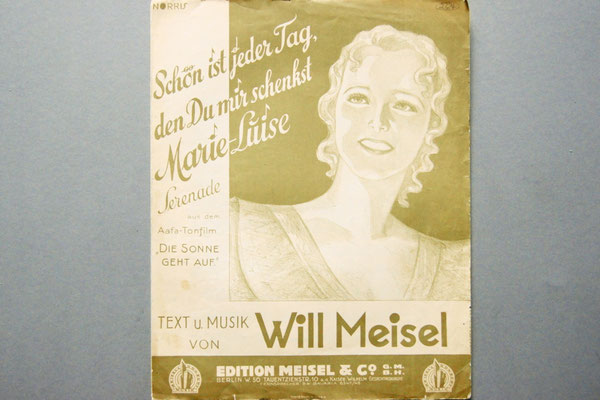 NORKUS
Schön ist jeder Tag,
den Du mir schenkst
Marie-Luise
Serenade
aus dem
Aafa-Tonfilm
„DIE SONNE
GEHT AUF"
TEXT U. MUSIK
VON
Will Meisel
EDITION MEISEL & CO G.M.B.H.
BERLIN W. 50 TAUENTZIENSTR. 10